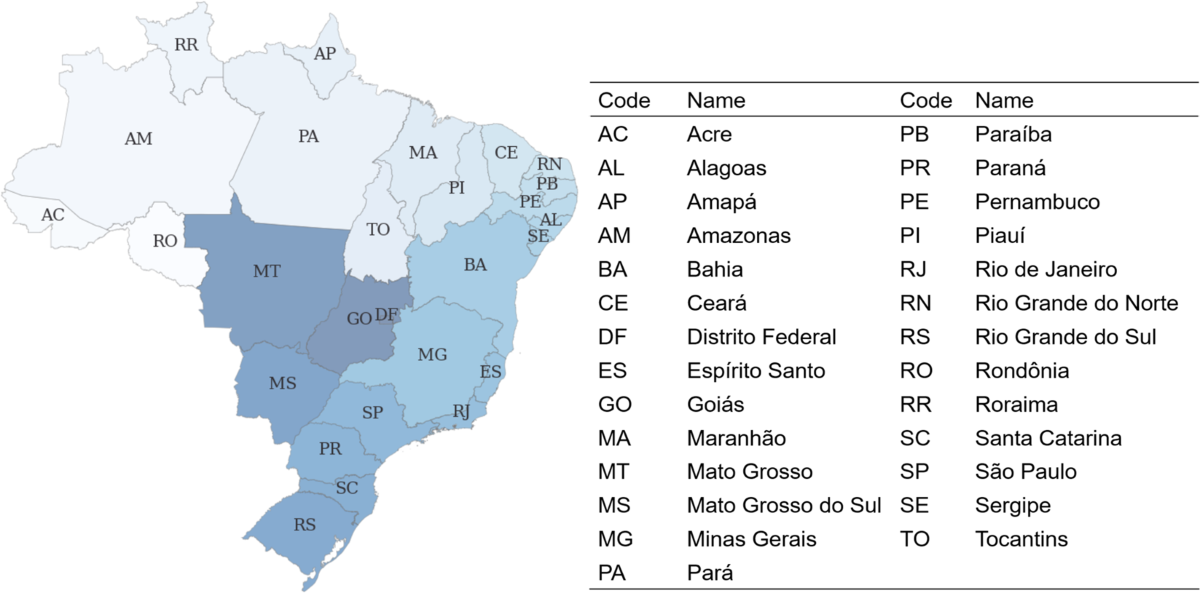 RR
AP
AM
PA
MA
CE
RN
PI
PB
PE
AC
AL
TO
SE
RO
BA
MT
GO
DF
MG
ES
MS
SP
RJ
PR
SC
RS
Code Name Code Name
AC Acre PB Paraíba
AL Alagoas PR Paraná
AP Amapá PE Pernambuco
AM Amazonas PI Piauí
BA Bahia RJ Rio de Janeiro
CE Ceará RN Rio Grande do Norte
DF Distrito Federal RS Rio Grande do Sul
ES Espírito Santo RO Rondônia
GO Goiás RR Roraima
MA Maranhão SC Santa Catarina
MT Mato Grosso SP São Paulo
MS Mato Grosso do Sul SE Sergipe
MG Minas Gerais TO Tocantins
PA Pará